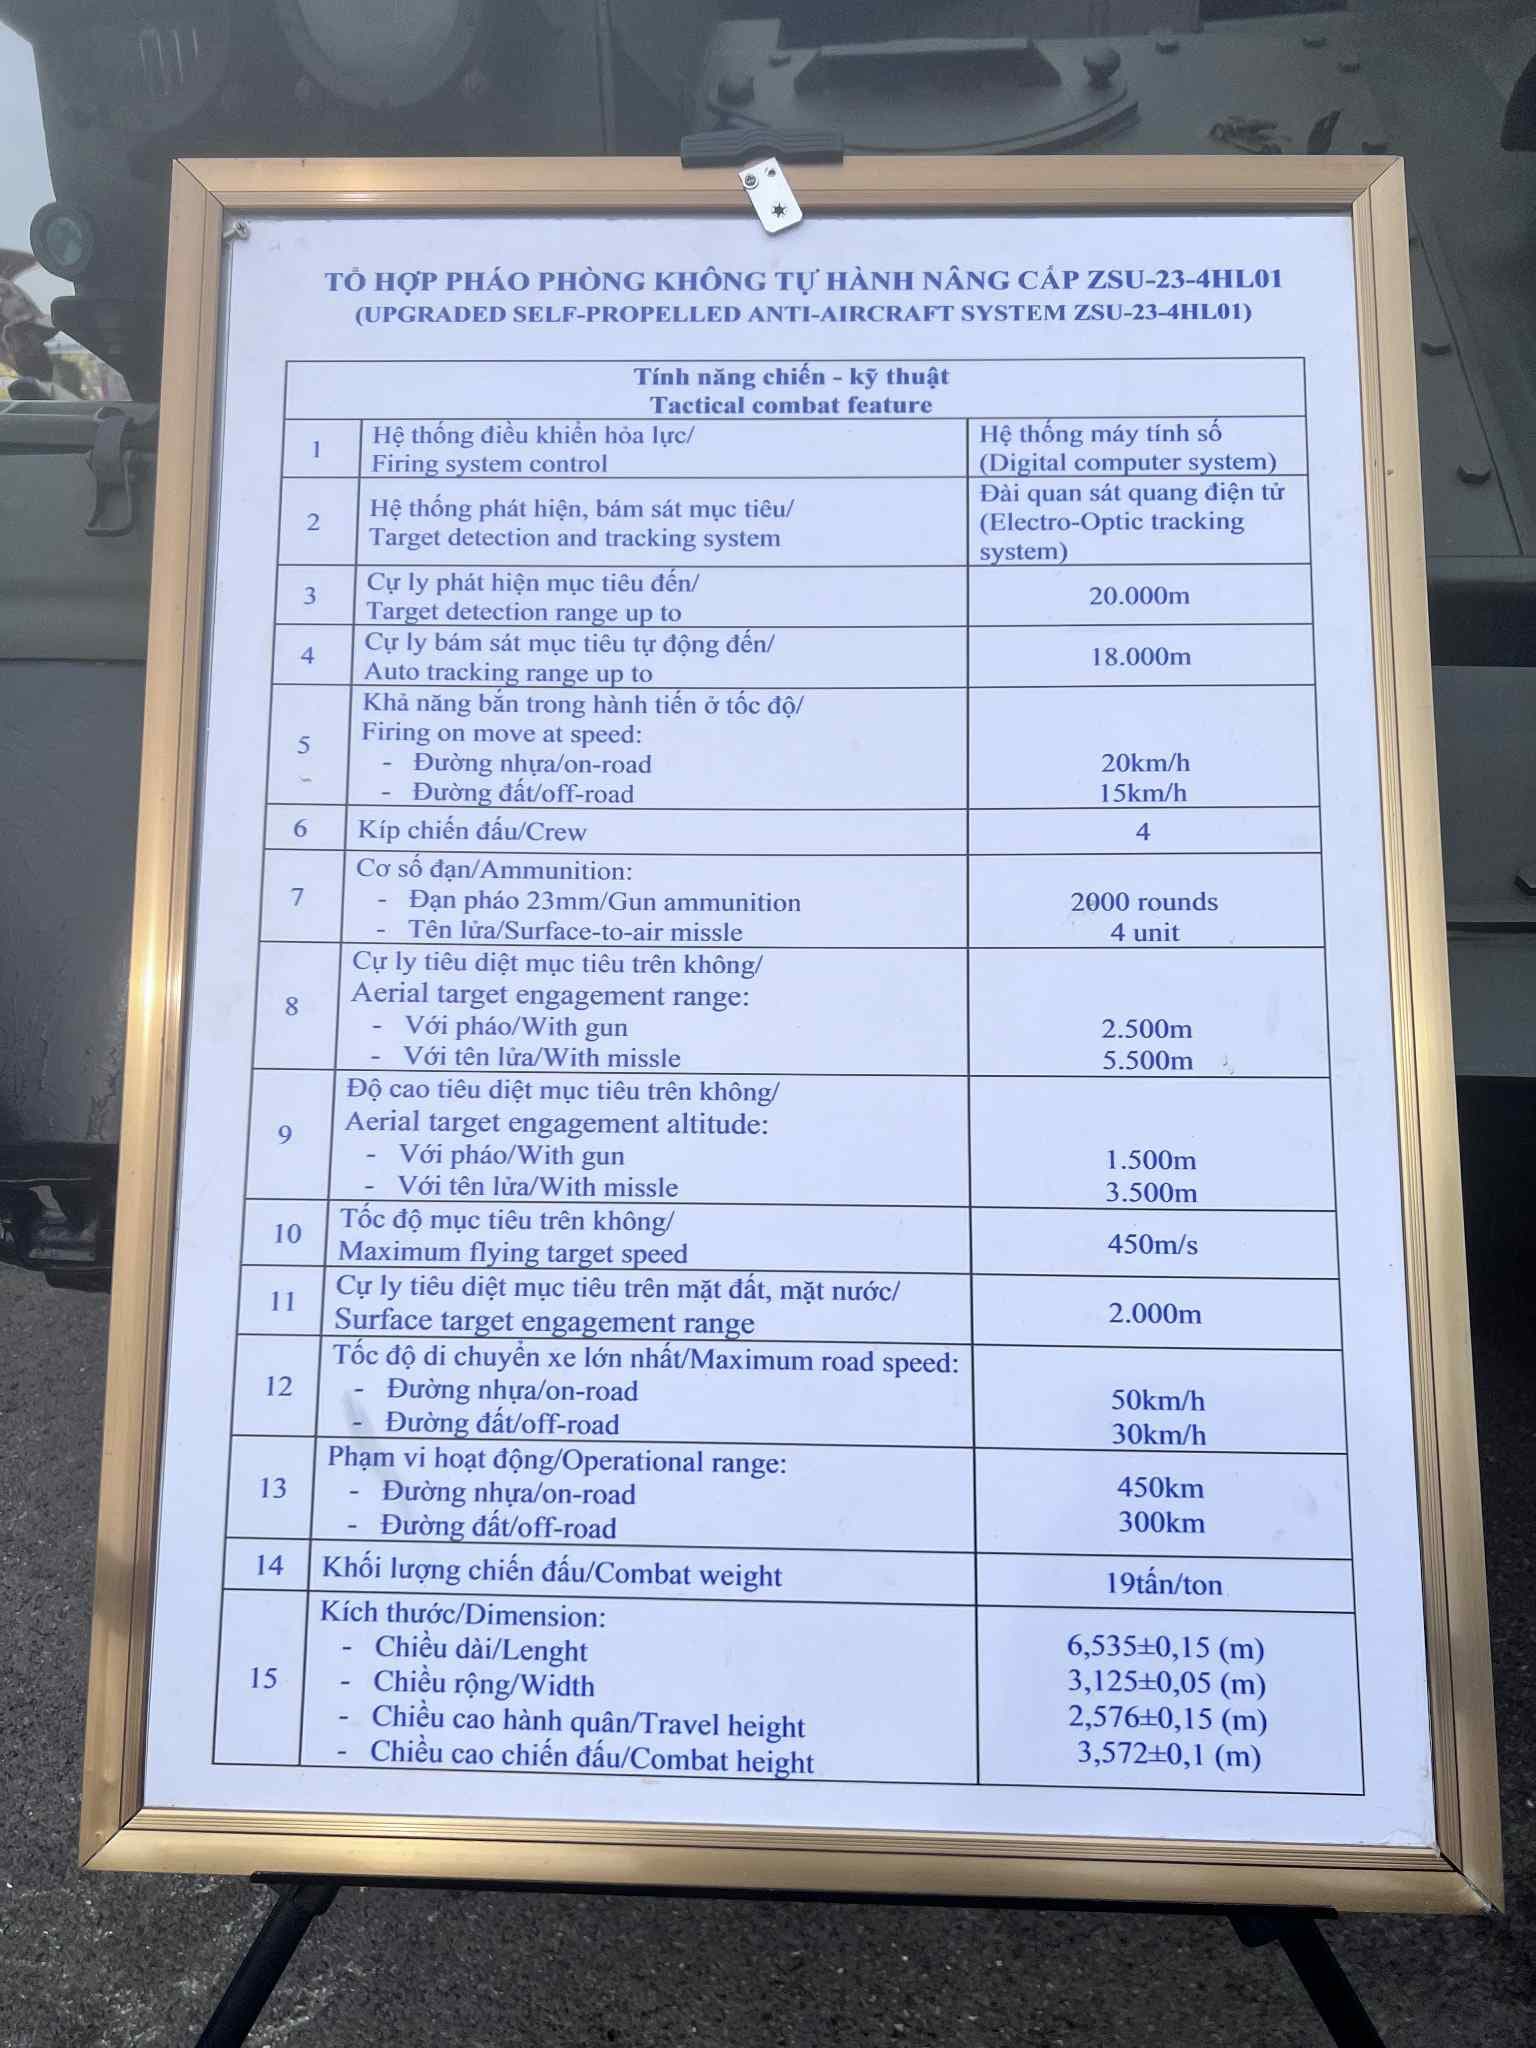 TỔ HỢP PHÁO PHÒNG KHÔNG TỰ HÀNH NÂNG CẤP ZSU-23-4HL01
(UPGRADED SELF-PROPELLED ANTI-AIRCRAFT SYSTEM ZSU-23-4HL01)
Tính năng chiến - kỹ thuật
Tactical combat feature
1
Hệ thống điều khiển hỏa lực/
Firing system control
Hệ thống máy tính số
(Digital computer system)
2
Hệ thống phát hiện, bám sát mục tiêu/
Target detection and tracking system
Đài quan sát quang điện tử
(Electro-Optic tracking
system)
3
Cự ly phát hiện mục tiêu đến/
Target detection range up to
20.000m
4
Cự ly bám sát mục tiêu tự động đến/
Auto tracking range up to
18.000m
5
Khả năng bắn trong hành tiến ở tốc độ/
Firing on move at speed:
- Đường nhựa/on-road 20km/h
- Đường đất/off-road 15km/h
6 Kíp chiến đấu/Crew 4
7
Cơ số đạn/Ammunition:
- Đạn pháo 23mm/Gun ammunition 2000 rounds
- Tên lửa/Surface-to-air missle 4 unit
8
Cự ly tiêu diệt mục tiêu trên không/
Aerial target engagement range:
- Với pháo/With gun 2.500m
- Với tên lửa/With missle 5.500m
9
Độ cao tiêu diệt mục tiêu trên không/
Aerial target engagement altitude:
- Với pháo/With gun 1.500m
- Với tên lửa/With missle 3.500m
10
Tốc độ mục tiêu trên không/
Maximum flying target speed
450m/s
11
Cự ly tiêu diệt mục tiêu trên mặt đất, mặt nước/
Surface target engagement range
2.000m
12
Tốc độ di chuyển xe lớn nhất/Maximum road speed:
- Đường nhựa/on-road 50km/h
- Đường đất/off-road 30km/h
13
Phạm vi hoạt động/Operational range:
- Đường nhựa/on-road 450km
- Đường đất/off-road 300km
14 Khối lượng chiến đấu/Combat weight 19tấn/ton
15
Kích thước/Dimension:
- Chiều dài/Lenght 6,535±0,15 (m)
- Chiều rộng/Width 3,125±0,05 (m)
- Chiều cao hành quân/Travel height 2,576±0,15 (m)
- Chiều cao chiến đấu/Combat height 3,572±0,1 (m)